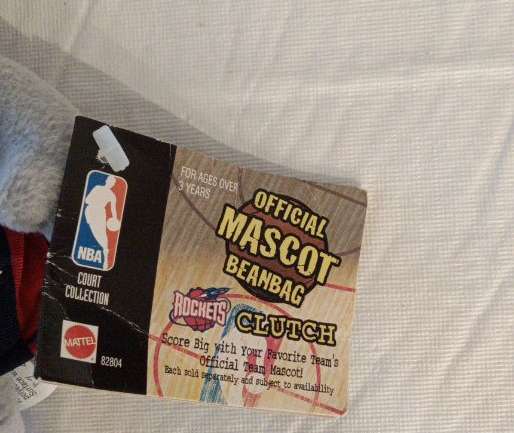 FOR AGES OVER
3 YEARS
OFFICIAL
MASCOT
BEANBAG
NBA
COURT
COLLECTION
ROCKETS
CLUTCH
MATTEL
82804
Score Big with Your Favorite Team's
Official Team Mascot!
Each sold separately and subject to availability